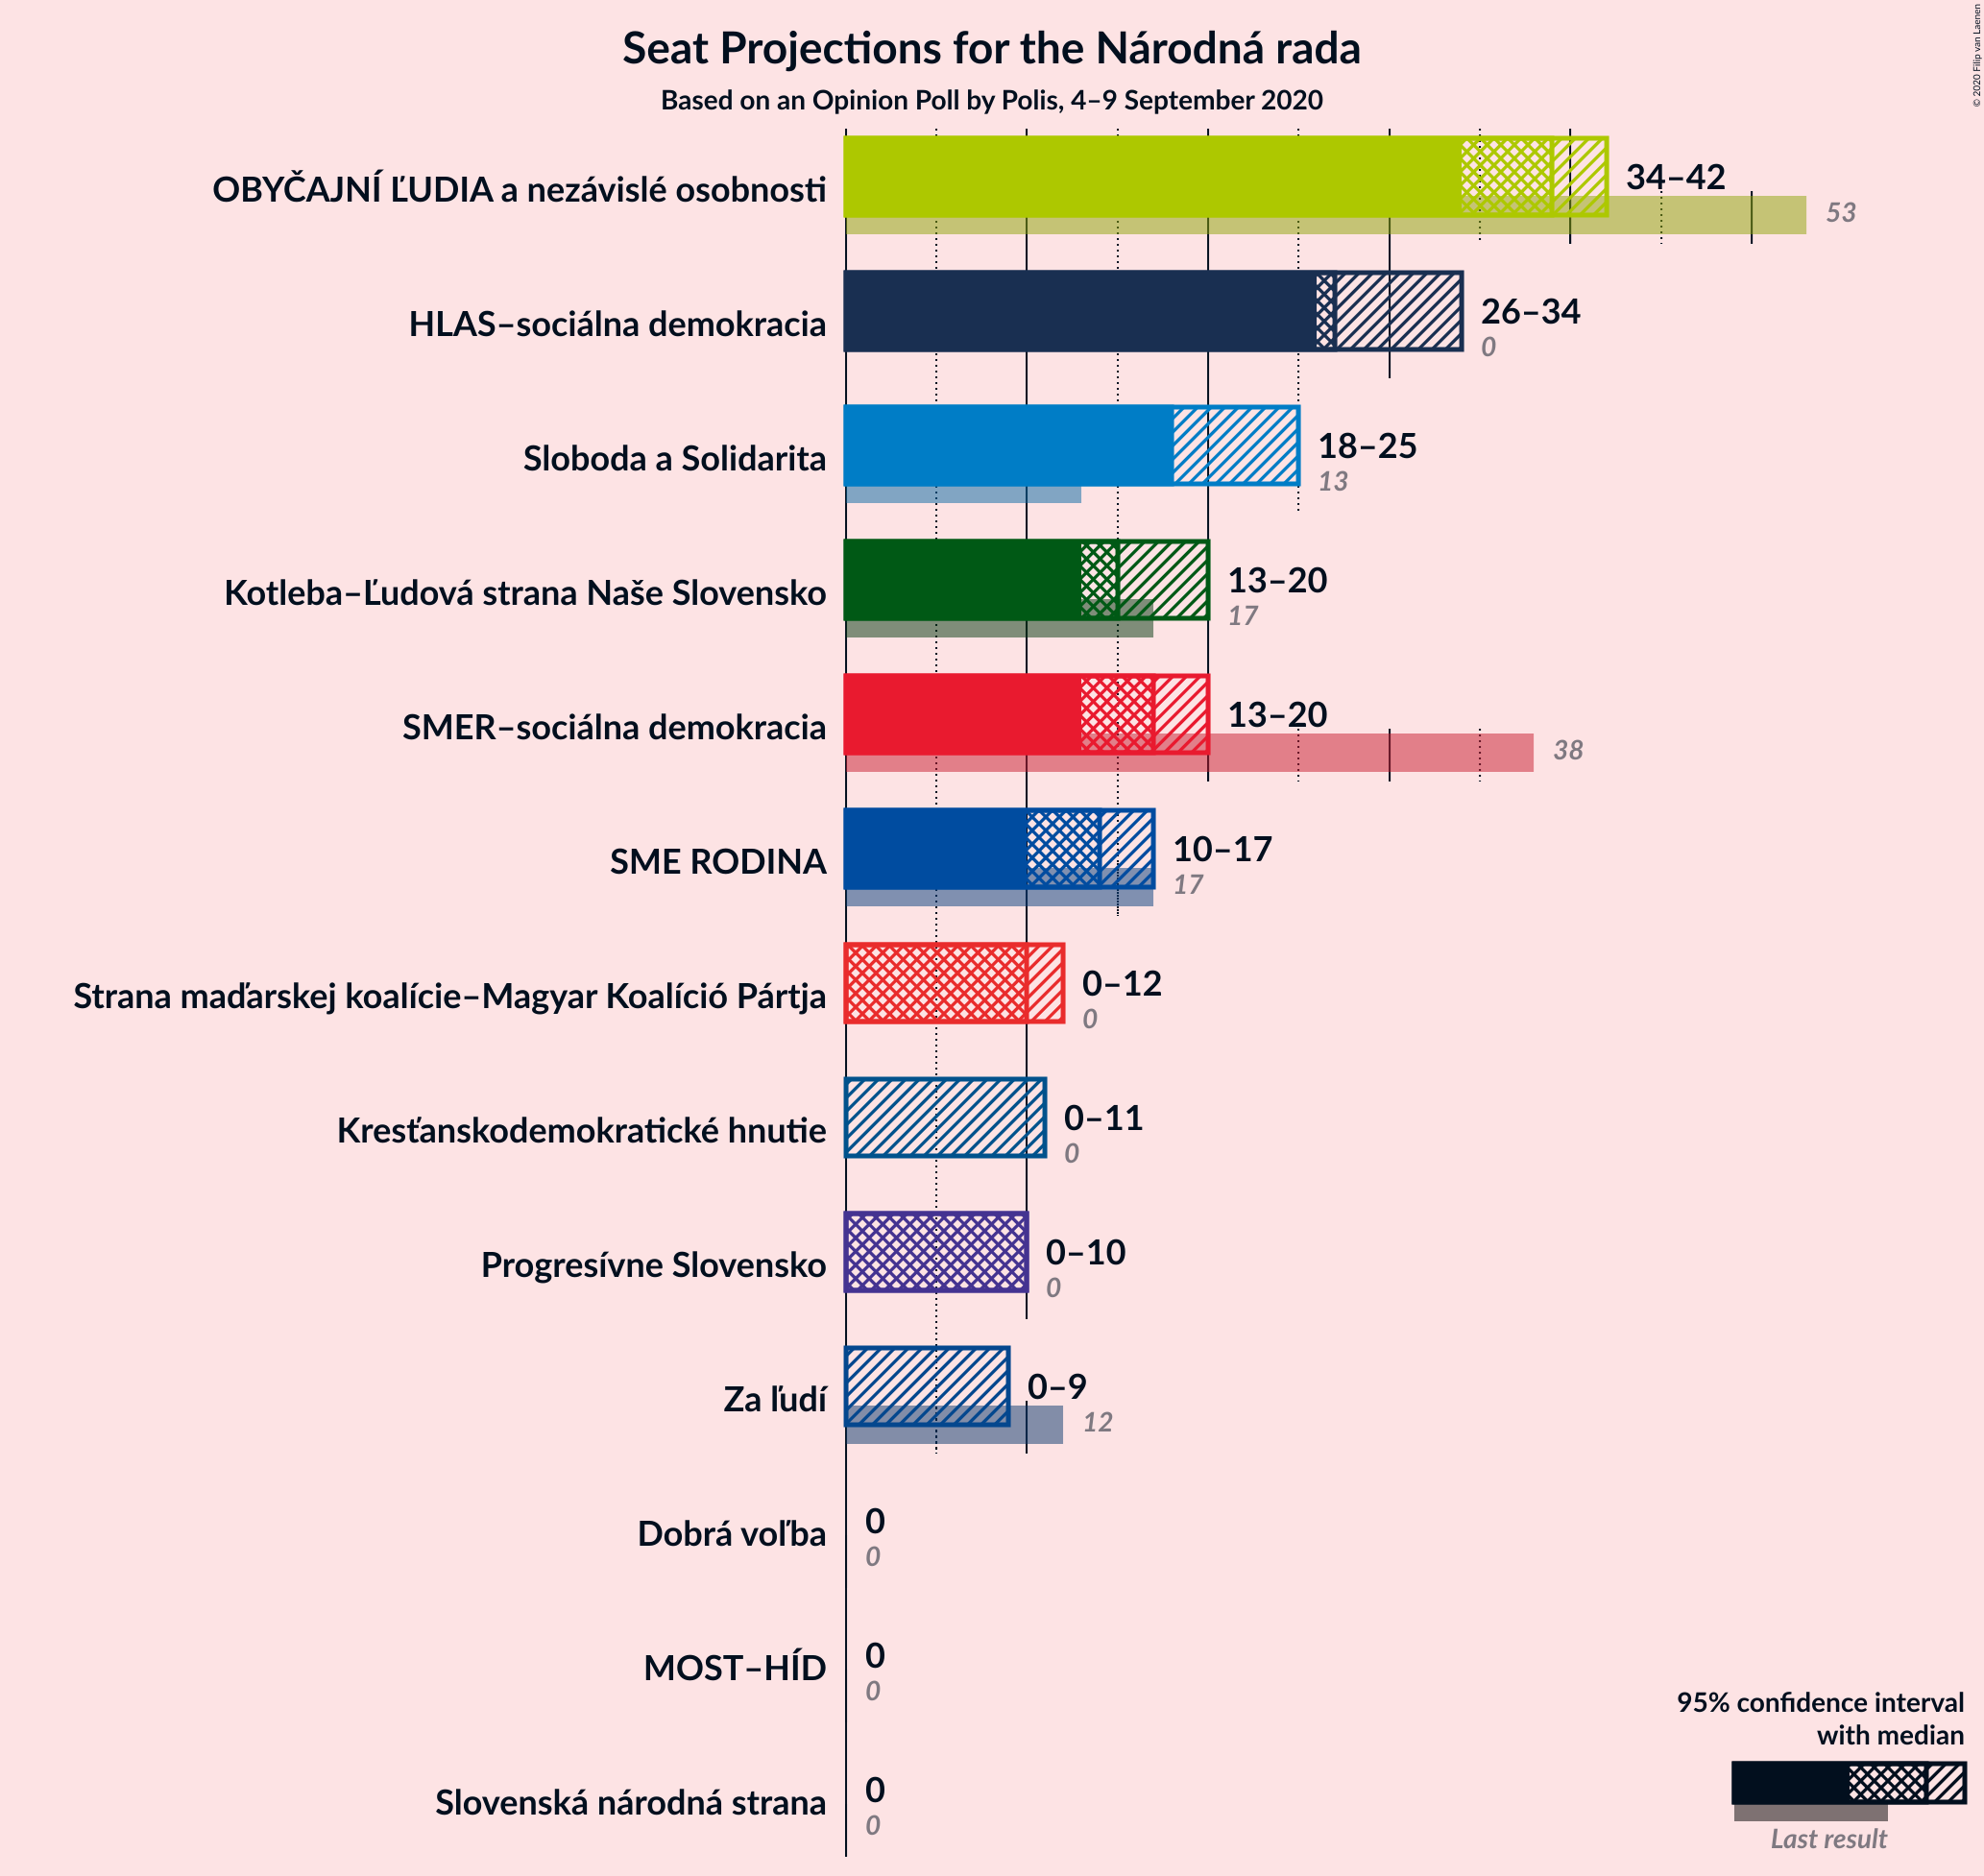 Seat Projections for the Národná rada
Based on an Opinion Poll by Polis, 4–9 September 2020
© 2020 Filip van Laenen
OBYČAJNÍ ĽUDIA a nezávislé osobnosti
34–42
53
HLAS–sociálna demokracia
26–34
0
Sloboda a Solidarita
18–25
13
Kotleba–Ľudová strana Naše Slovensko
13–20
17
SMER–sociálna demokracia
13–20
38
SME RODINA
10–17
17
Strana maďarskej koalície–Magyar Koalíció Pártja
0–12
0
Kresťanskodemokratické hnutie
0–11
0
Progresívne Slovensko
0–10
0
Za ľudí
0–9
12
Dobrá voľba
0
0
MOST–HÍD
0
0
Slovenská národná strana
0
0
95% confidence interval
with median
Last result